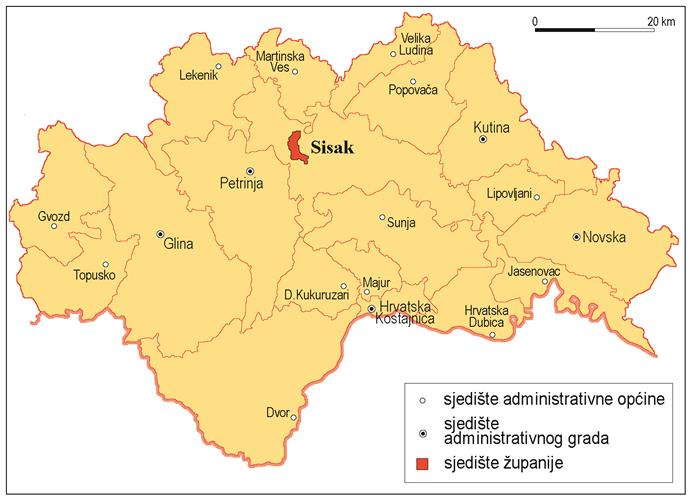 0 20 km
Velika
Ludina
Martinska
Ves
Lekenik
Popovača
Kutina
Sisak
Petrinja
Lipovljani
Gvozd
Sunja
Glina
Novska
Topusko
Jasenovac
D. Kukuruzari
Majur
Hrvatska
Kostajnica
Hrvatska
Dubica
Dvor
sjedište administrativne općine
sjedište
administrativnog grada
sjedište županije